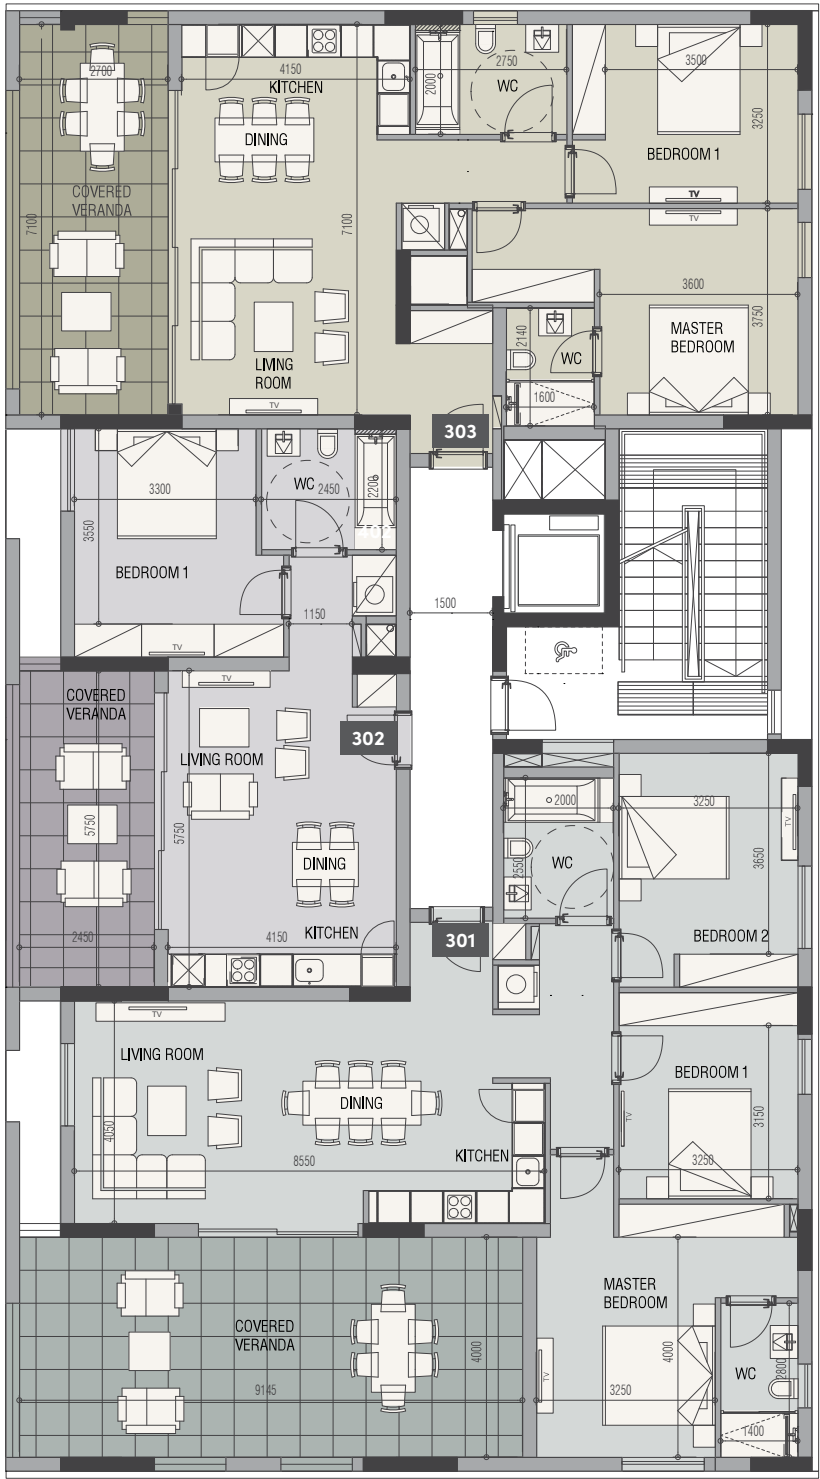 2700
4150
KITCHEN
2000
2750
WC
3500
3250
DINING
BEDROOM 1
COVERED
VERANDA
7100
7100
TV
TV
3600
3750
MASTER
BEDROOM
2140
WC
1600
LIVING
ROOM
TV
303
3300
3550
WC
2450
2200
BEDROOM 1
1150
1500
TV
COVERED
VERANDA
TV
302
LIVING ROOM
5750
5750
DINING
2450
4150
KITCHEN
2000
2550
WC
3250
TV
3650
BEDROOM 2
301
TV
LIVING ROOM
4050
DINING
8550
KITCHEN
BEDROOM 1
TV
3150
3250
COVERED
VERANDA
4000
9145
MASTER
BEDROOM
4000
TV
3250
WC
2800
1400